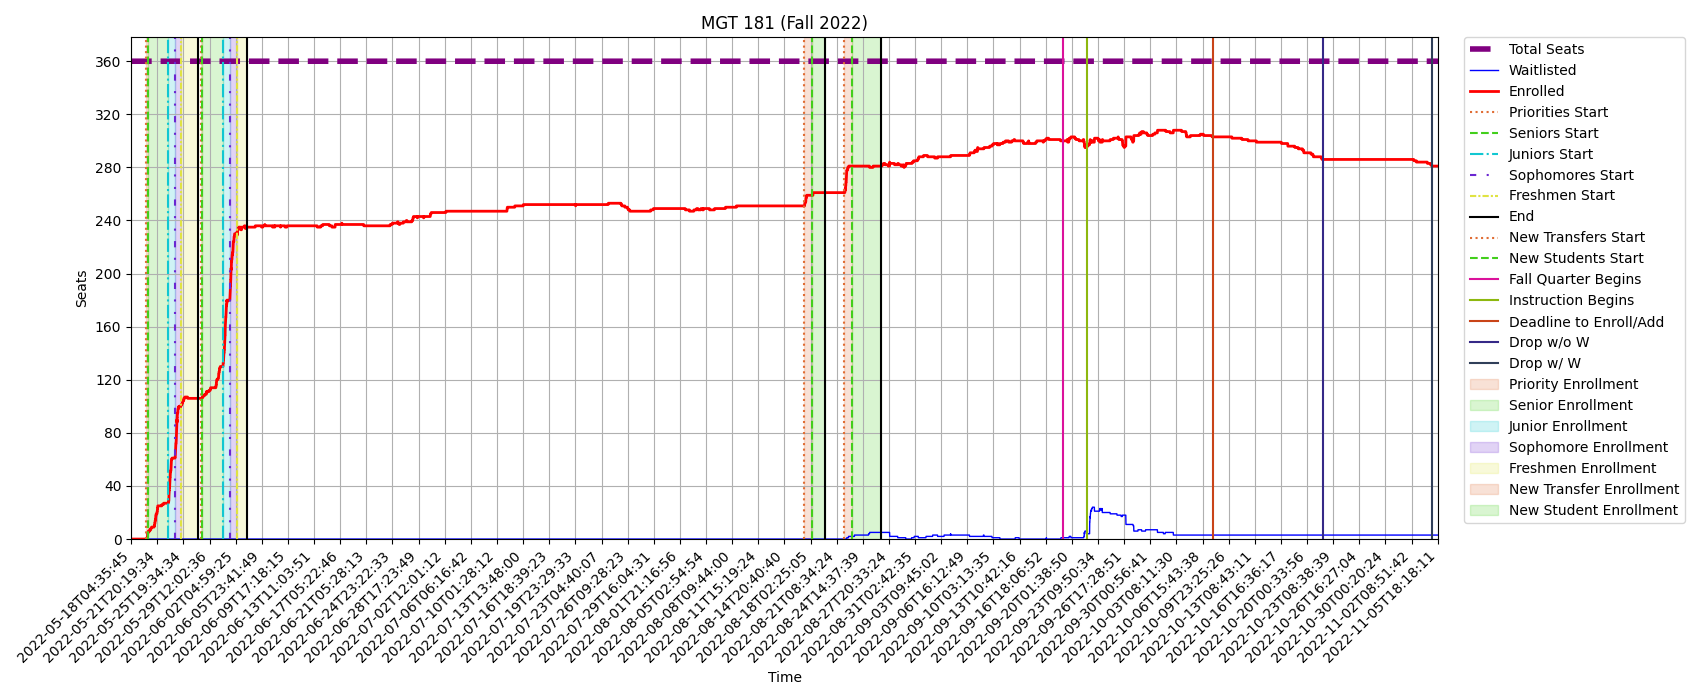 MGT 181 (Fall 2022)
360
320
280
240
200
160
120
80
40
0
Seats
2022-05-18T04:35:45
2022-05-21T20:19:34
2022-05-25T19:34:34
2022-05-29T12:02:36
2022-06-02T04:59:25
2022-06-05T23:41:49
2022-06-09T17:18:15
2022-06-13T11:03:51
2022-06-17T05:22:46
2022-06-21T05:28:13
2022-06-24T23:22:33
2022-06-28T17:23:49
2022-07-02T12:01:12
2022-07-06T06:16:42
2022-07-10T01:28:12
2022-07-13T13:48:00
2022-07-16T18:39:23
2022-07-19T23:29:33
2022-07-23T04:40:07
2022-07-26T09:28:23
2022-07-29T16:04:31
2022-08-01T21:16:56
2022-08-05T02:54:54
2022-08-08T09:44:00
2022-08-11T15:19:24
2022-08-14T20:40:40
2022-08-18T02:25:05
2022-08-21T08:34:24
2022-08-24T14:37:39
2022-08-27T20:33:24
2022-08-31T02:42:35
2022-09-03T09:45:02
2022-09-06T16:12:49
2022-09-10T03:13:35
2022-09-13T10:42:16
2022-09-16T18:06:52
2022-09-20T01:38:50
2022-09-23T09:50:34
2022-09-26T17:28:51
2022-09-30T00:56:41
2022-10-03T08:11:30
2022-10-06T15:43:38
2022-10-09T23:25:26
2022-10-13T08:43:11
2022-10-16T16:36:17
2022-10-20T00:33:56
2022-10-23T08:38:39
2022-10-26T16:27:04
2022-10-30T00:20:24
2022-11-02T08:51:42
2022-11-05T18:18:11
Time
Total Seats
Waitlisted
Enrolled
Priorities Start
Seniors Start
Juniors Start
Sophomores Start
Freshmen Start
End
New Transfers Start
New Students Start
Fall Quarter Begins
Instruction Begins
Deadline to Enroll/Add
Drop w/o W
Drop w/ W
Priority Enrollment
Senior Enrollment
Junior Enrollment
Sophomore Enrollment
Freshmen Enrollment
New Transfer Enrollment
New Student Enrollment